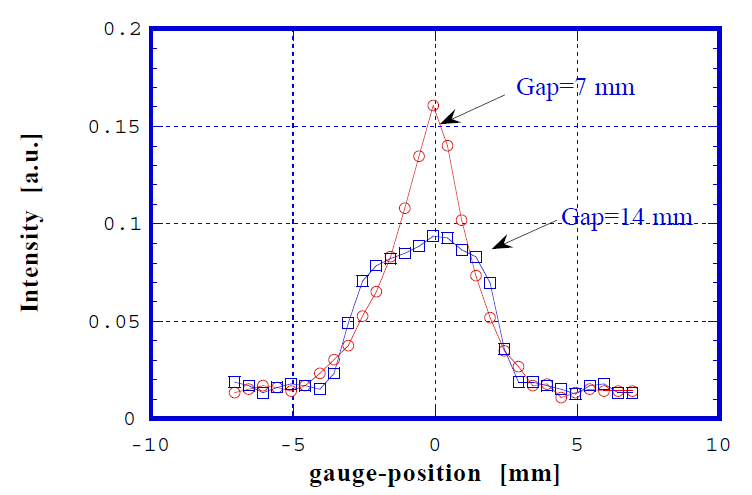 0.2
Gap=7 mm
0.15
Gap=14 mm
0.1
0.05
0
-10 -5 0 5 10
gauge-position [mm]
Intensity [a.u.]